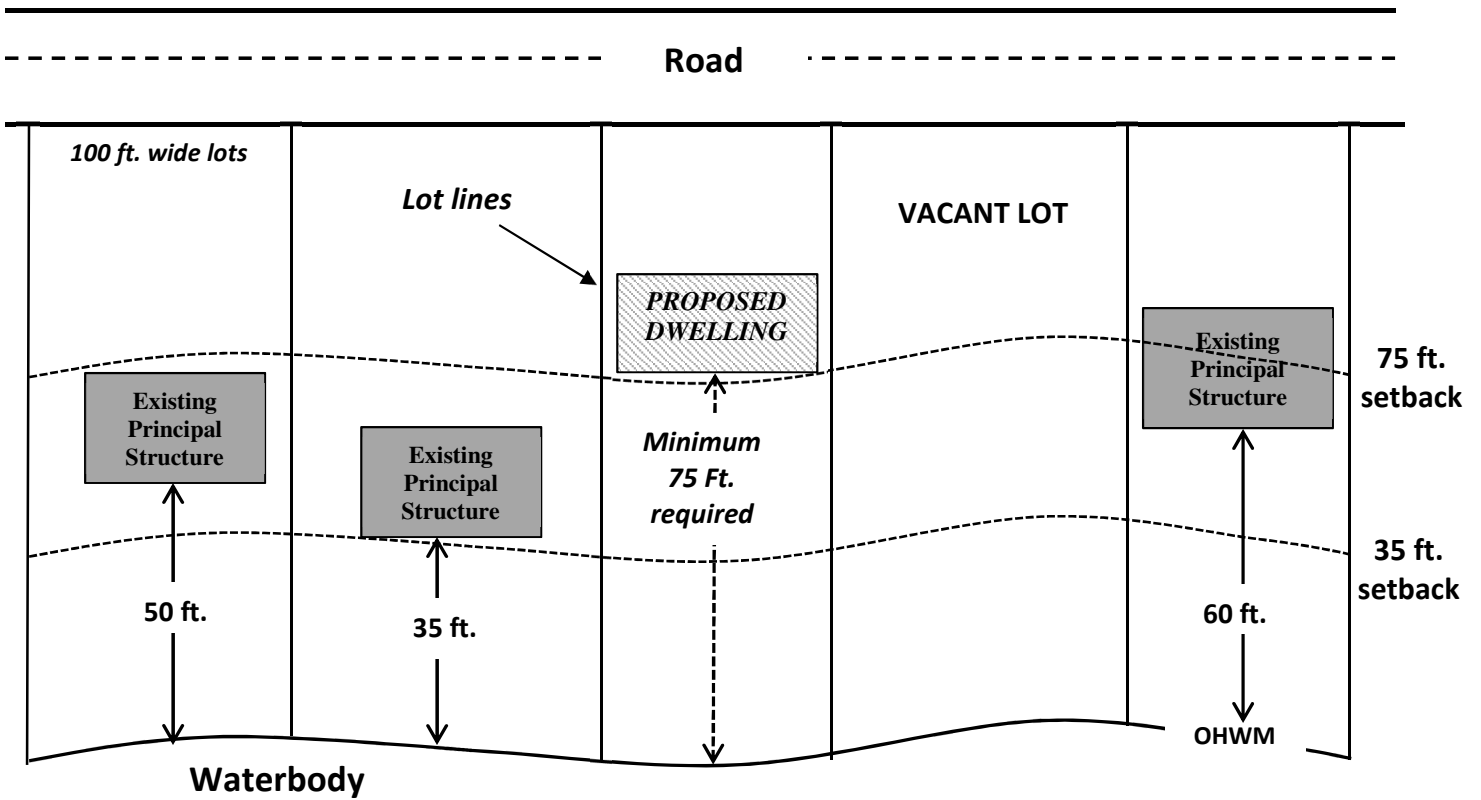 Road
100 ft. wide lots
Lot lines
VACANT LOT
PROPOSED
DWELLING
Existing
Principal
Structure
75 ft.
setback
Existing
Principal
Structure
Existing
Principal
Structure
Minimum
75 Ft.
required
35 ft.
setback
50 ft.
35 ft.
60 ft.
OHWM
Waterbody